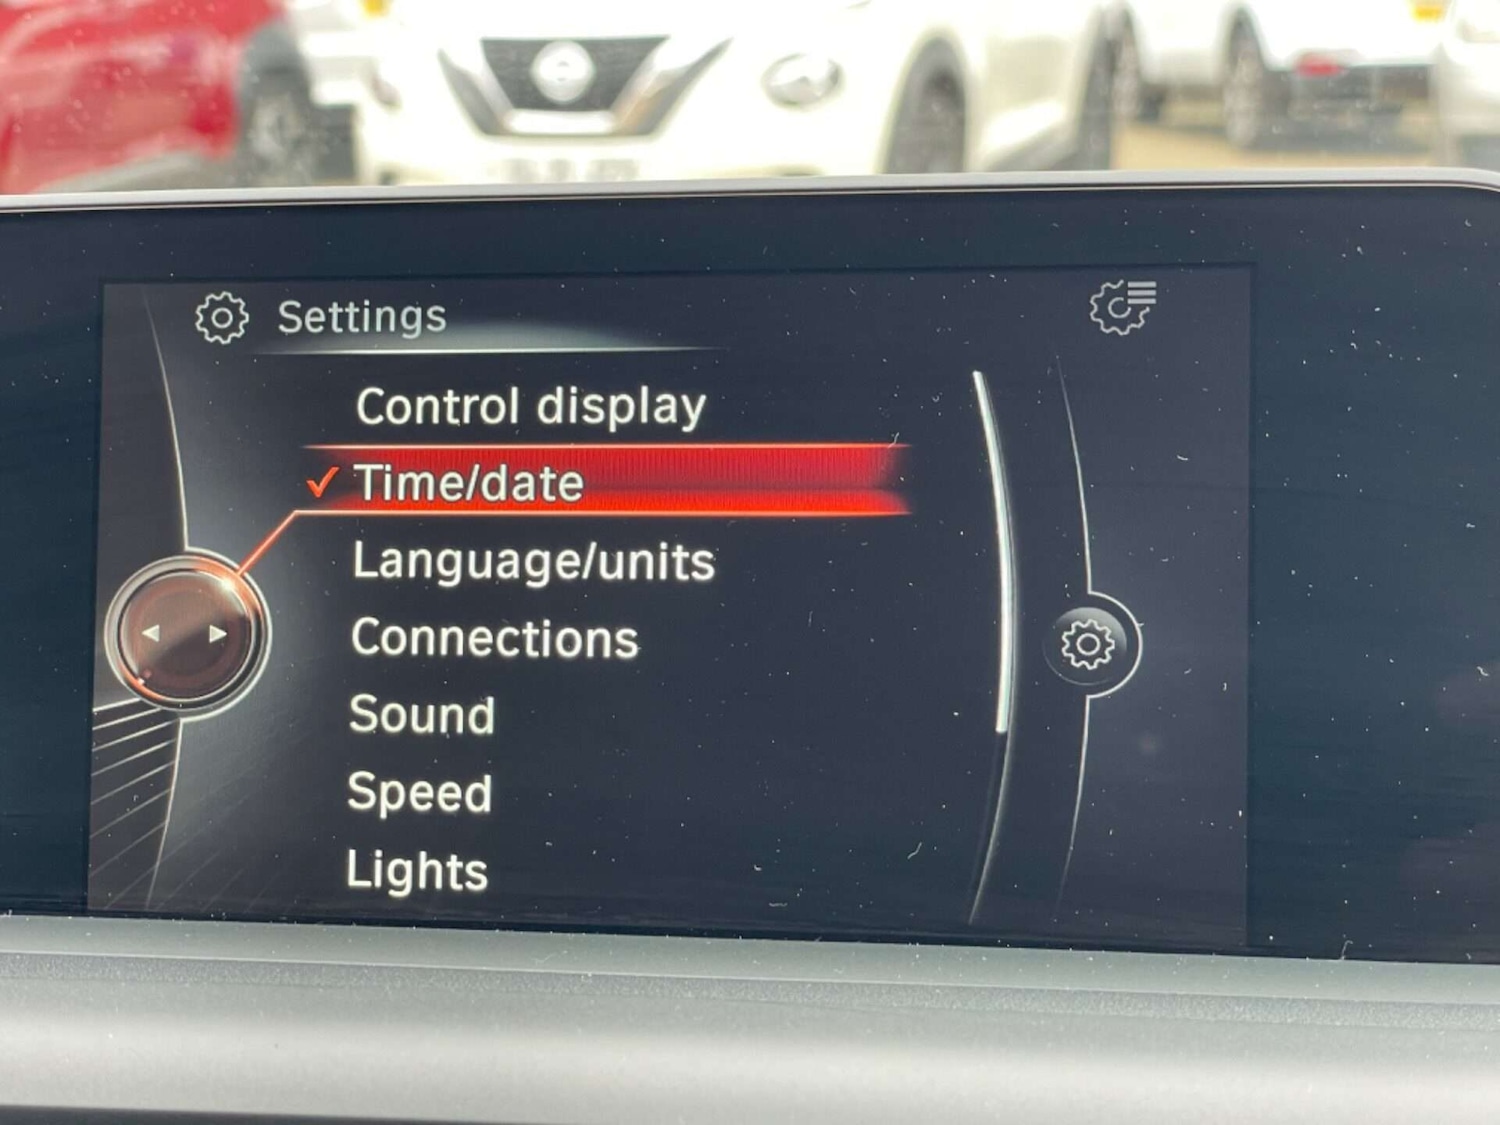 Settings
Control display
Time/date
Language/units
Connections
Sound
Speed
Lights